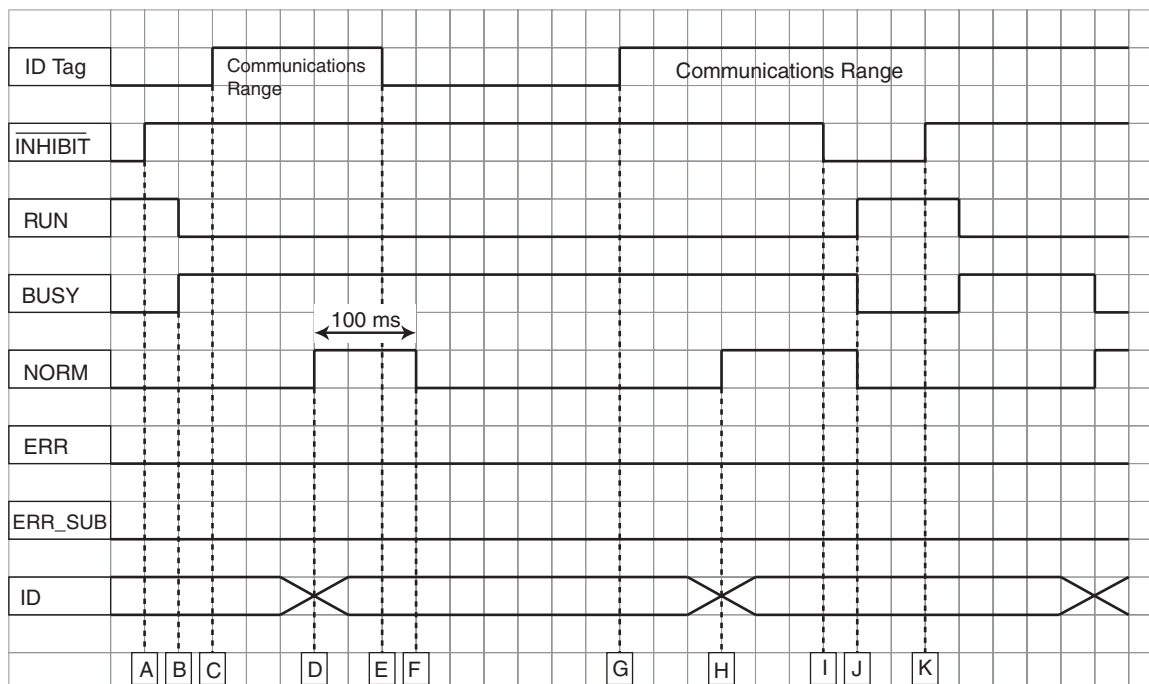 ID Tag
Communications
Range
Communications Range
INHIBIT
RUN
BUSY
100 ms
NORM
ERR
ERR_SUB
ID
A B C D E F G H I J K